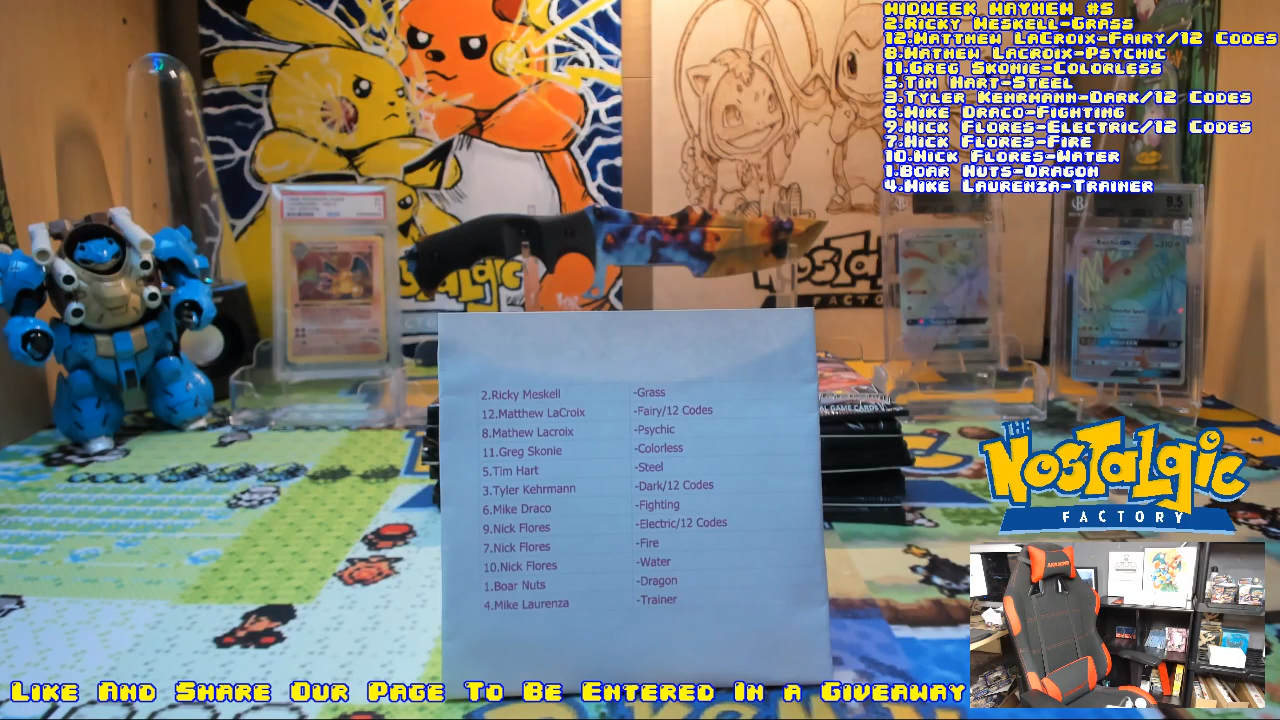 MIDWEEK MAYHEM #5
2.Ricky Meskell-Grass
12.Matthew LaCroix-Fairy/12 Codes
8.Mathew Lacroix-Psychic
11.Greg Skonie-Colorless
5.Tim Hart-Steel
3.Tyler Kehrmann-Dark/12 Codes
6.Mike Draco-Fighting
9.Nick Flores-Electric/12 Codes
7.Nick Flores-Fire
10.Nick Flores-Water
1.Boar Nuts-Dragon
4.Mike Laurenza-Trainer
9.5
2.Ricky Meskell -Grass
12.Matthew LaCroix -Fairy/12 Codes
8.Mathew Lacroix -Psychic
11.Greg Skonie -Colorless
5.Tim Hart -Steel
3.Tyler Kehrmann -Dark/12 Codes
6.Mike Draco -Fighting
9.Nick Flores -Electric/12 Codes
7.Nick Flores -Fire
10.Nick Flores -Water
1.Boar Nuts -Dragon
4.Mike Laurenza -Trainer
GAME CARDS
THE
NOSTALGIC
FACTORY
Like And Share Our Page To Be Entered In a Giveaway